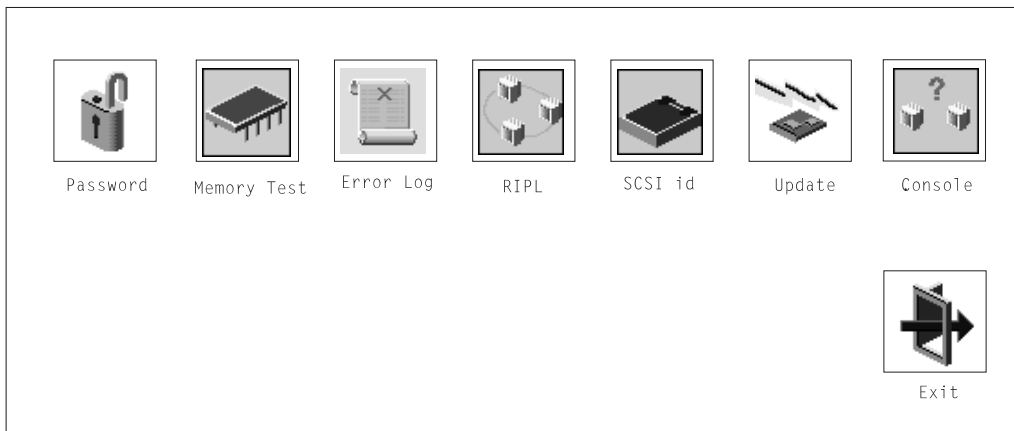 Password
Memory Test
Error Log
RIPL
SCSI id
Update
Console
?
Exit